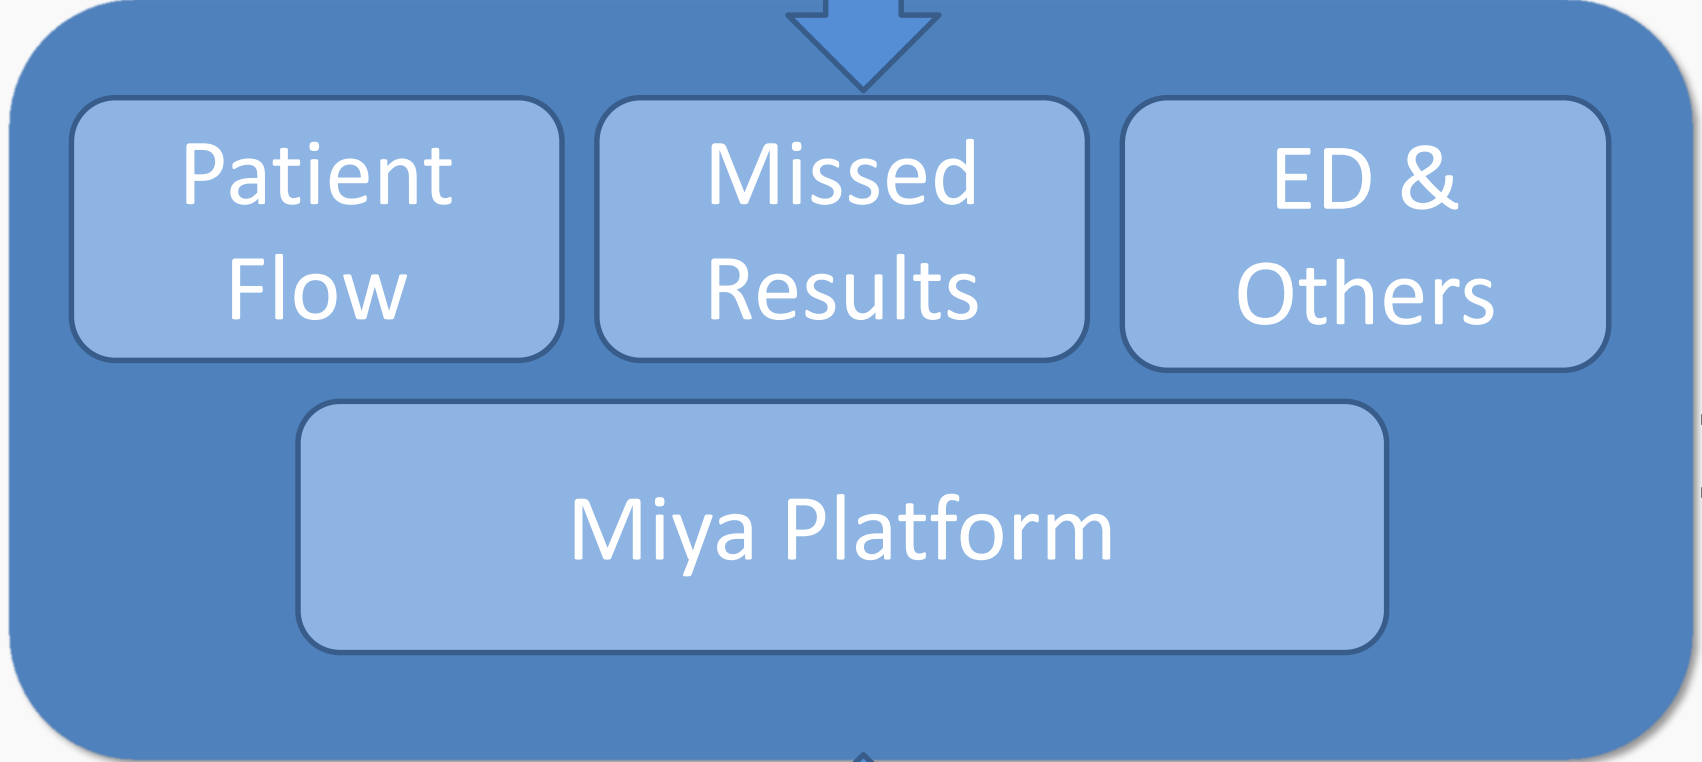 Patient
Flow
Missed
Results
ED &
Others
Miya Platform